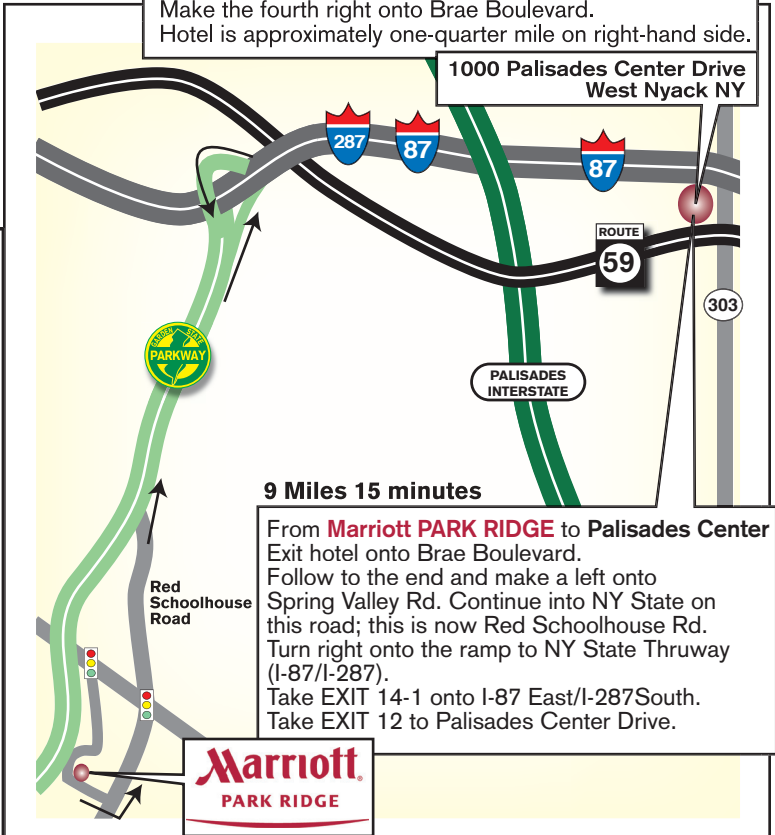 Make the fourth right onto Brae Boulevard.
Hotel is approximately one-quarter mile on right-hand side.
1000 Palisades Center Drive
West Nyack NY
287
87
87
ROUTE
59
303
GARDEN STATE
PARKWAY
PALISADES
INTERSTATE
9 Miles 15 minutes
From Marriott PARK RIDGE to Palisades Center
Exit hotel onto Brae Boulevard.
Follow to the end and make a left onto
Spring Valley Rd. Continue into NY State on
this road; this is now Red Schoolhouse Rd.
Turn right onto the ramp to NY State Thruway
(I-87/I-287).
Take EXIT 14-1 onto I-87 East/I-287South.
Take EXIT 12 to Palisades Center Drive.
Red
Schoolhouse
Road
Marriott®
PARK RIDGE